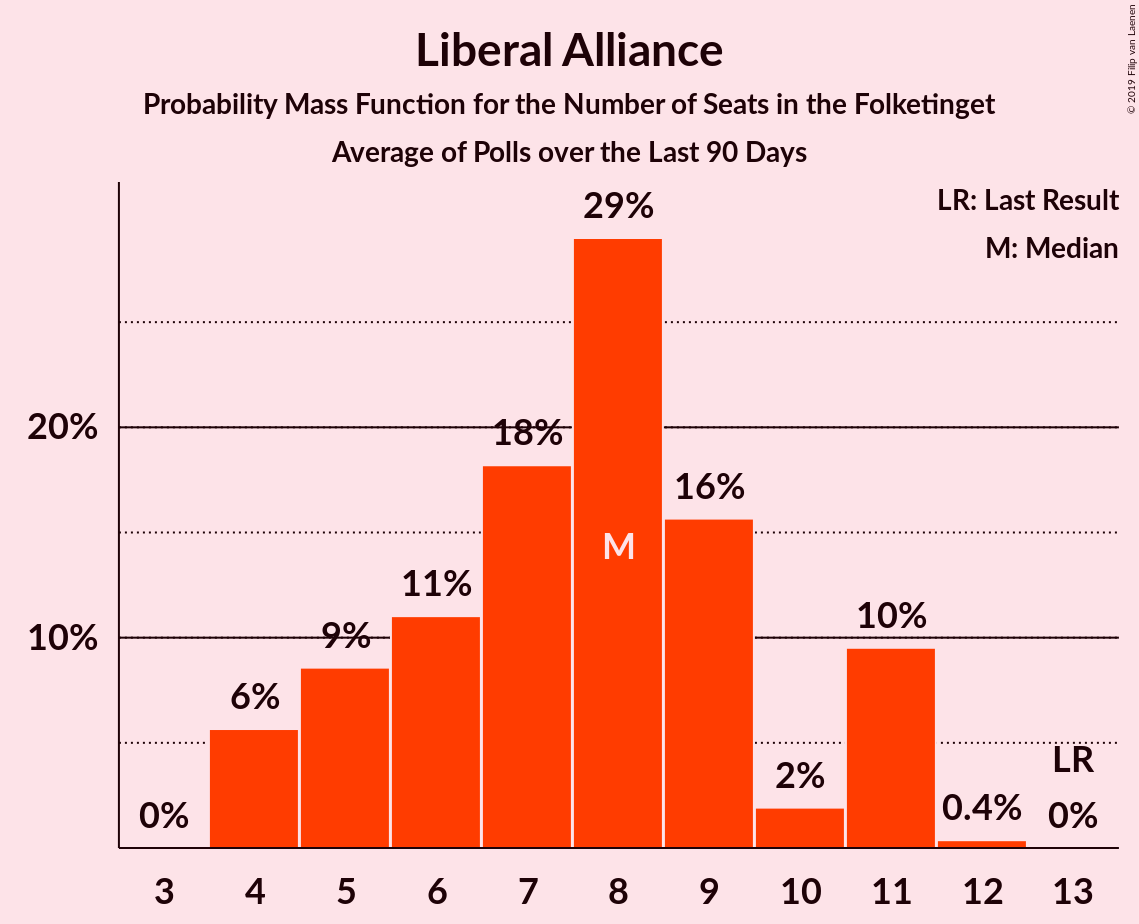 Liberal Alliance
Probability Mass Function for the Number of Seats in the Folketinget
Average of Polls over the Last 90 Days
© 2019 Filip van Laenen
LR: Last Result
M: Median
29%
20%
18%
16%
M
11%
10%
9%
10%
6%
2%
LR
0%
0.4%
0%
3 4 5 6 7 8 9 10 11 12 13